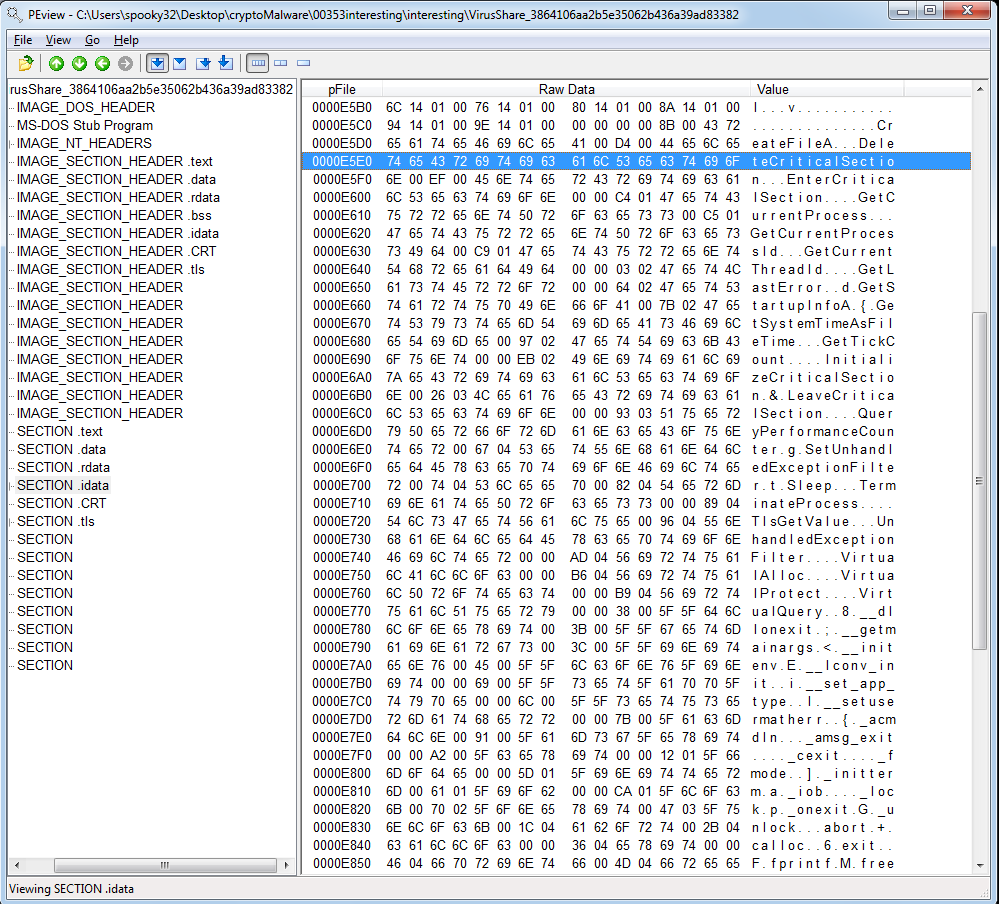 PEview - C:\Users\spooky32\Desktop\cryptoMalware\00353interesting\interesting\VirusShare_3864106aa2b5e35062b436a39ad83382
File View Go Help
rusShare_3864106aa2b5e35062b436a39ad83382
IMAGE_DOS_HEADER
MS-DOS Stub Program
IMAGE_NT_HEADERS
IMAGE_SECTION_HEADER .text
IMAGE_SECTION_HEADER .data
IMAGE_SECTION_HEADER .rdata
IMAGE_SECTION_HEADER .bss
IMAGE_SECTION_HEADER .idata
IMAGE_SECTION_HEADER .CRT
IMAGE_SECTION_HEADER .tls
IMAGE_SECTION_HEADER
IMAGE_SECTION_HEADER
IMAGE_SECTION_HEADER
IMAGE_SECTION_HEADER
IMAGE_SECTION_HEADER
IMAGE_SECTION_HEADER
IMAGE_SECTION_HEADER
IMAGE_SECTION_HEADER
SECTION .text
SECTION .data
SECTION .rdata
SECTION .idata
SECTION .CRT
SECTION .tls
SECTION
SECTION
SECTION
SECTION
SECTION
SECTION
SECTION
SECTION
pFile Raw Data Value
0000E5B0 6C 14 01 00 76 14 01 00 80 14 01 00 8A 14 01 00 l...v...........
0000E5C0 94 14 01 00 9E 14 01 00 00 00 00 00 8B 00 43 72 ..............Cr
0000E5D0 65 61 74 65 46 69 6C 65 41 00 D4 00 44 65 6C 65 eateFileA...Dele
0000E5E0 74 65 43 72 69 74 69 63 61 6C 53 65 63 74 69 6F teCriticalSectio
0000E5F0 6E 00 EF 00 45 6E 74 65 72 43 72 69 74 69 63 61 n...EnterCritica
0000E600 6C 53 65 63 74 69 6F 6E 00 00 C4 01 47 65 74 43 lSection....GetC
0000E610 75 72 72 65 6E 74 50 72 6F 63 65 73 73 00 C5 01 urrentProcess...
0000E620 47 65 74 43 75 72 72 65 6E 74 50 72 6F 63 65 73 GetCurrentProces
0000E630 73 49 64 00 C9 01 47 65 74 43 75 72 72 65 6E 74 sId...GetCurrent
0000E640 54 68 72 65 61 64 49 64 00 00 03 02 47 65 74 4C ThreadId....GetL
0000E650 61 73 74 45 72 72 6F 72 00 00 64 02 47 65 74 53 astError..d.GetS
0000E660 74 61 72 74 75 70 49 6E 66 6F 41 00 7B 02 47 65 tartupInfoA.{.Ge
0000E670 74 53 79 73 74 65 6D 54 69 6D 65 41 73 46 69 6C tSystemTimeAsFil
0000E680 65 54 69 6D 65 00 97 02 47 65 74 54 69 63 6B 43 eTime...GetTickC
0000E690 6F 75 6E 74 00 00 EB 02 49 6E 69 74 69 61 6C 69 ount....Initiali
0000E6A0 7A 65 43 72 69 74 69 63 61 6C 53 65 63 74 69 6F zeCriticalSectio
0000E6B0 6E 00 26 03 4C 65 61 76 65 43 72 69 74 69 63 61 n.&.LeaveCritica
0000E6C0 6C 53 65 63 74 69 6F 6E 00 00 93 03 51 75 65 72 lSection....Quer
0000E6D0 79 50 65 72 66 6F 72 6D 61 6E 63 65 43 6F 75 6E yPerformanceCoun
0000E6E0 74 65 72 00 67 04 53 65 74 55 6E 68 61 6E 64 6C ter.g.SetUnhandl
0000E6F0 65 64 45 78 63 65 70 74 69 6F 6E 46 69 6C 74 65 edExceptionFilte
0000E700 72 00 74 04 53 6C 65 65 70 00 82 04 54 65 72 6D r.t.Sleep...Term
0000E710 69 6E 61 74 65 50 72 6F 63 65 73 73 00 00 89 04 inateProcess....
0000E720 54 6C 73 47 65 74 56 61 6C 75 65 00 96 04 55 6E TlsGetValue...Un
0000E730 68 61 6E 64 6C 65 64 45 78 63 65 70 74 69 6F 6E handledException
0000E740 46 69 6C 74 65 72 00 00 AD 04 56 69 72 74 75 61 Filter....Virtua
0000E750 6C 41 6C 6C 6F 63 00 00 B6 04 56 69 72 74 75 61 lAlloc....Virtua
0000E760 6C 50 72 6F 74 65 63 74 00 00 B9 04 56 69 72 74 lProtect....Virt
0000E770 75 61 6C 51 75 65 72 79 00 00 38 00 5F 5F 64 6C ualQuery..8.__dl
0000E780 6C 6F 6E 65 78 69 74 00 3B 00 5F 5F 67 65 74 6D lonexit.;.__getm
0000E790 61 69 6E 61 72 67 73 00 3C 00 5F 5F 69 6E 69 74 ainargs.<.__init
0000E7A0 65 6E 76 00 45 00 5F 5F 6C 63 6F 6E 76 5F 69 6E env.E.__lconv_in
0000E7B0 69 74 00 00 69 00 5F 5F 73 65 74 5F 61 70 70 5F it..i.__set_app_
0000E7C0 74 79 70 65 00 00 6C 00 5F 5F 73 65 74 75 73 65 type..l.__setuse
0000E7D0 72 6D 61 74 68 65 72 72 00 00 7B 00 5F 61 63 6D rmatherr..{._acm
0000E7E0 64 6C 6E 00 91 00 5F 61 6D 73 67 5F 65 78 69 74 dln..._amsg_exit
0000E7F0 00 00 A2 00 5F 63 65 78 69 74 00 00 12 01 5F 66 ...._cexit...._f
0000E800 6D 6F 64 65 00 00 5D 01 5F 69 6E 69 74 74 65 72 mode..]._initter
0000E810 6D 00 61 01 5F 69 6F 62 00 00 CA 01 5F 6C 6F 63 m.a._iob...._loc
0000E820 6B 00 70 02 5F 6F 6E 65 78 69 74 00 47 03 5F 75 k.p._onexit.G._u
0000E830 6E 6C 6F 63 6B 00 1C 04 61 62 6F 72 74 00 2B 04 nlock...abort.+.
0000E840 63 61 6C 6C 6F 63 00 00 36 04 65 78 69 74 00 00 calloc..6.exit..
0000E850 46 04 66 70 72 69 6E 74 66 00 4D 04 66 72 65 65 F.fprintf.M.free
Viewing SECTION .idata